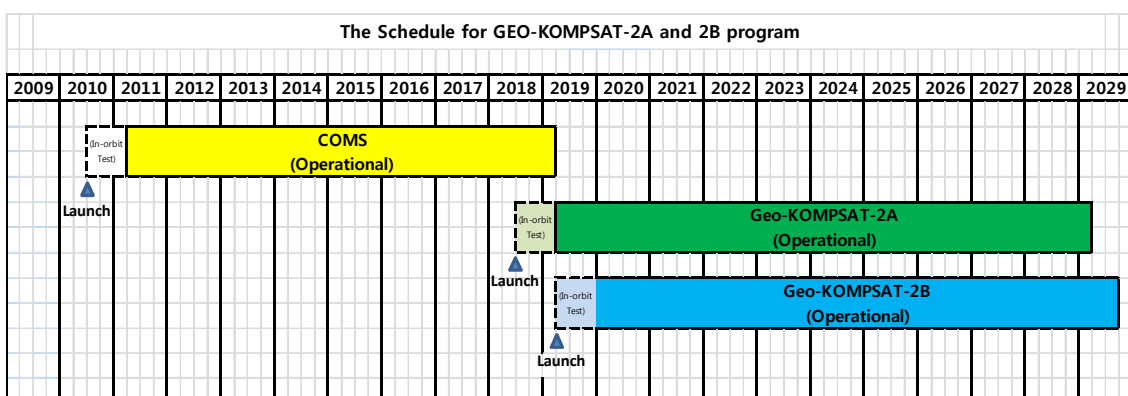 The Schedule for GEO-KOMPSAT-2A and 2B program
2009 2010 2011 2012 2013 2014 2015 2016 2017 2018 2019 2020 2021 2022 2023 2024 2025 2026 2027 2028 2029
(In-orbit
Test)
COMS
(Operational)
Launch
(In-orbit
Test)
Geo-KOMPSAT-2A
(Operational)
Launch
(In-orbit
Test)
Geo-KOMPSAT-2B
(Operational)
Launch